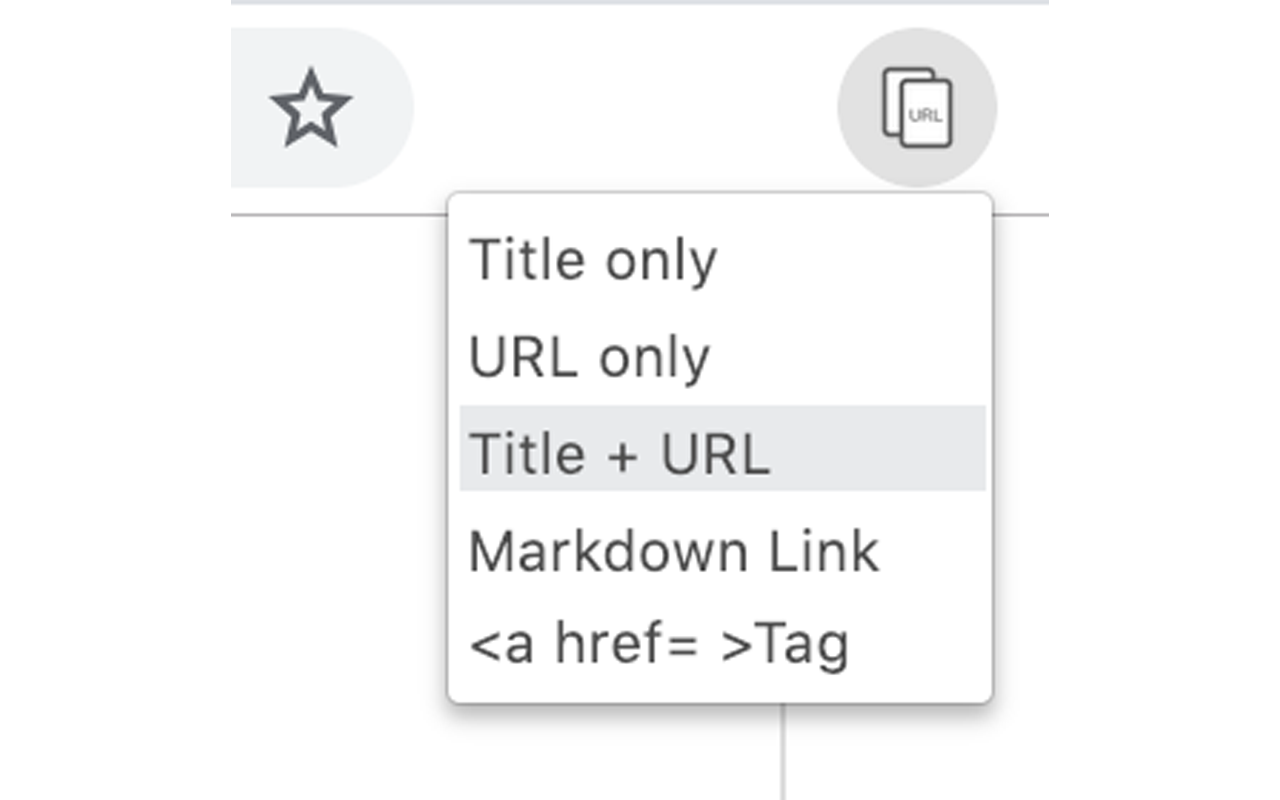 URL
Title only
URL only
Title + URL
Markdown Link
<a href= >Tag